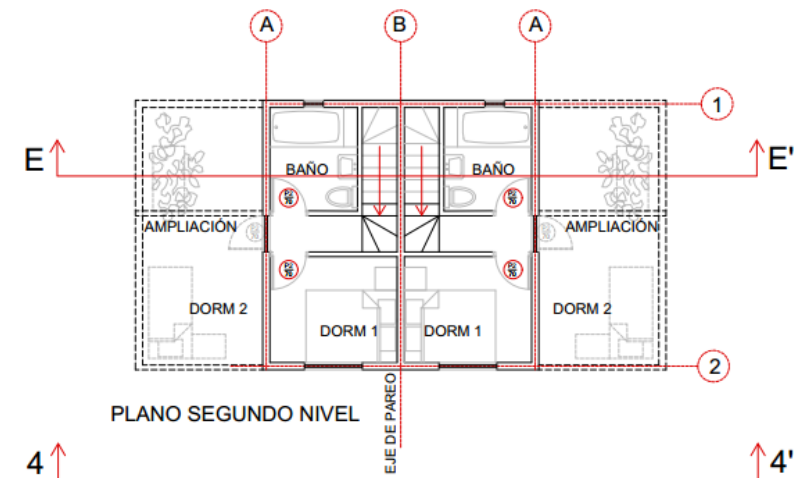 A
B
A
1
E
E'
BAÑO
BAÑO
AMPLIACIÓN
AMPLIACIÓN
DORM 2
DORM 1
DORM 1
DORM 2
2
PLANO SEGUNDO NIVEL
EJE DE PAREO
4
4'